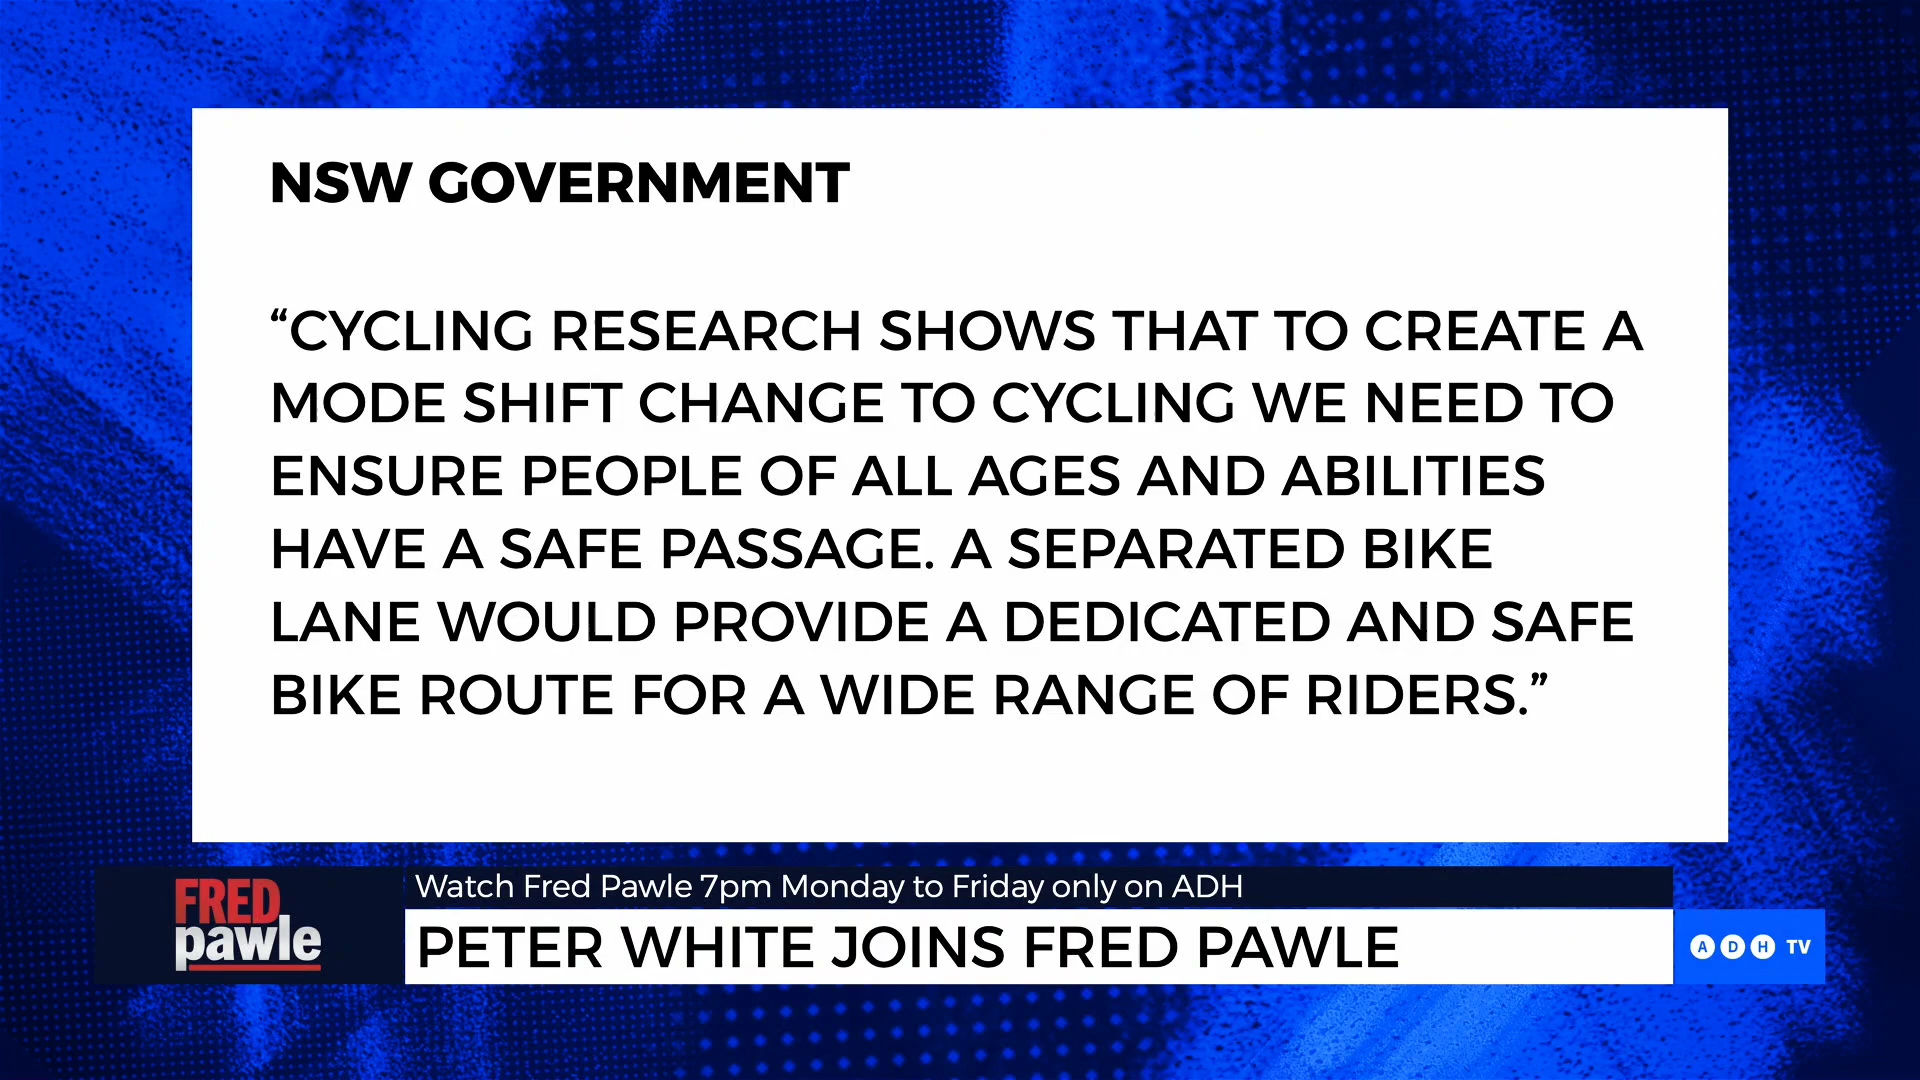 NSW GOVERNMENT
“CYCLING RESEARCH SHOWS THAT TO CREATE A
MODE SHIFT CHANGE TO CYCLING WE NEED TO
ENSURE PEOPLE OF ALL AGES AND ABILITIES
HAVE A SAFE PASSAGE. A SEPARATED BIKE
LANE WOULD PROVIDE A DEDICATED AND SAFE
BIKE ROUTE FOR A WIDE RANGE OF RIDERS.”
FRED
pawle
Watch Fred Pawle 7pm Monday to Friday only on ADH
PETER WHITE JOINS FRED PAWLE
ADH TV